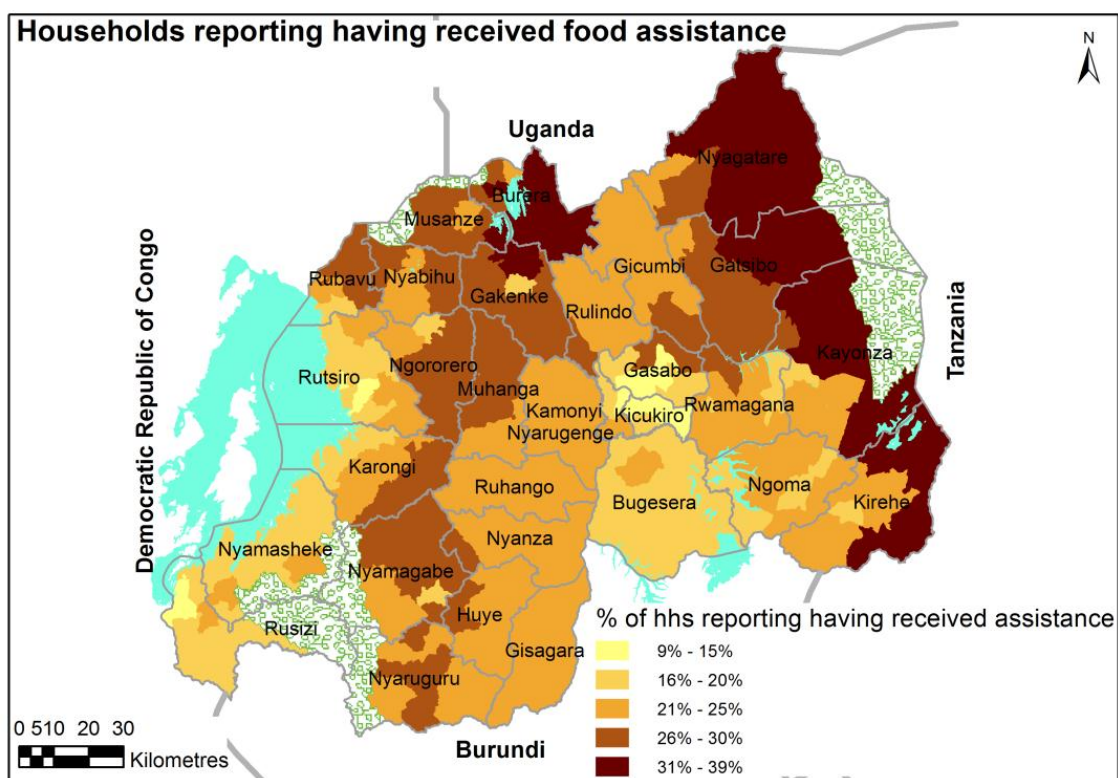 Households reporting having received food assistance
N
Uganda
Nyagatare
Burera
Musanze
Gicumbi
Gatsibo
Rubavu
Nyabihu
Gakenke
Rulindo
Democratic Republic of Congo
Tanzania
Kayonza
Rutsiro
Ngororero
Gasabo
Muhanga
Kamonyi
Kicukiro
Rwamagana
Nyarugenge
Karongi
Ruhango
Bugesera
Ngoma
Kirehe
Nyamasheke
Nyanza
Nyamagabe
Huye
Rusizi
Gisagara
Nyaruguru
Burundi
% of hhs reporting having received assistance
9% - 15%
16% - 20%
21% - 25%
26% - 30%
31% - 39%
0 5 10 20 30
Kilometres